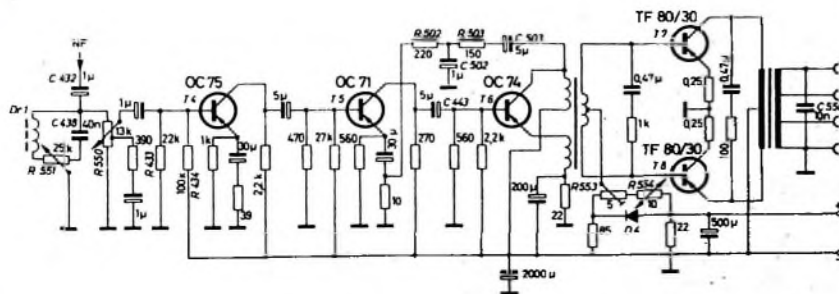 TF 80/30
T 7
R 502
220
R 503
150
C 503
5µ
C 502
1µ
NF
C 432
1µ
OC 75
T 4
OC 71
T 5
OC 74
T 6
5µ
5µ
C 443
0,47µ
0,47µ
0,25
0,25
1k
100
C 55
10n
Dr 1
C 438
40n
R 550
13k
25k
R 551
1µ
390
1µ
22k
R 433
100k
R 434
1k
30µ
39
2,2k
470
27k
560
30µ
10
270
560
2,2k
200µ
22
2000µ
TF 80/30
T 8
R 553
5
R 554
10
85
D 4
22
500µ